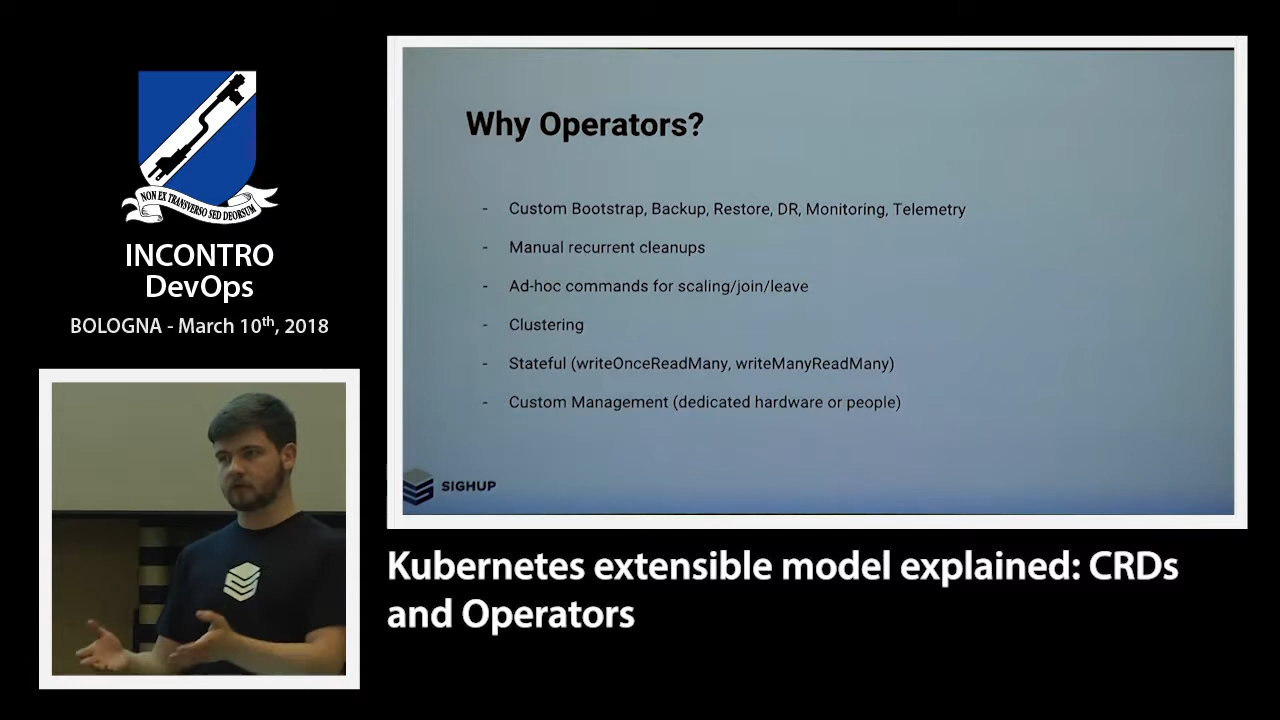 NON EX TRANSVERSO SED DEORSUM
INCONTRO
DevOps
BOLOGNA - March 10th, 2018
Why Operators?
- Custom Bootstrap, Backup, Restore, DR, Monitoring, Telemetry
- Manual recurrent cleanups
- Ad-hoc commands for scaling/join/leave
- Clustering
- Stateful (writeOnceReadMany, writeManyReadMany)
- Custom Management (dedicated hardware or people)
SIGHUP
Kubernetes extensible model explained: CRDs
and Operators